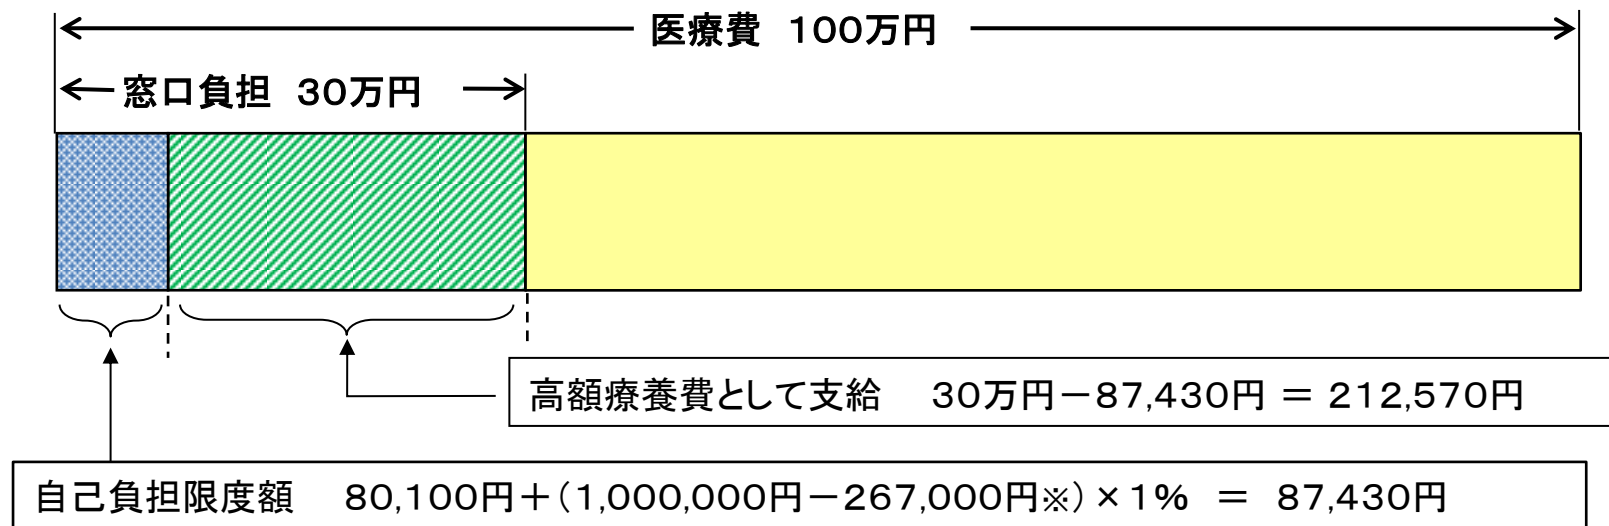 医療費 100万円
窓口負担 30万円
高額療養費として支給 30万円－87,430円 ＝ 212,570円
自己負担限度額 80,100円＋(1,000,000円－267,000円※)×1% ＝ 87,430円